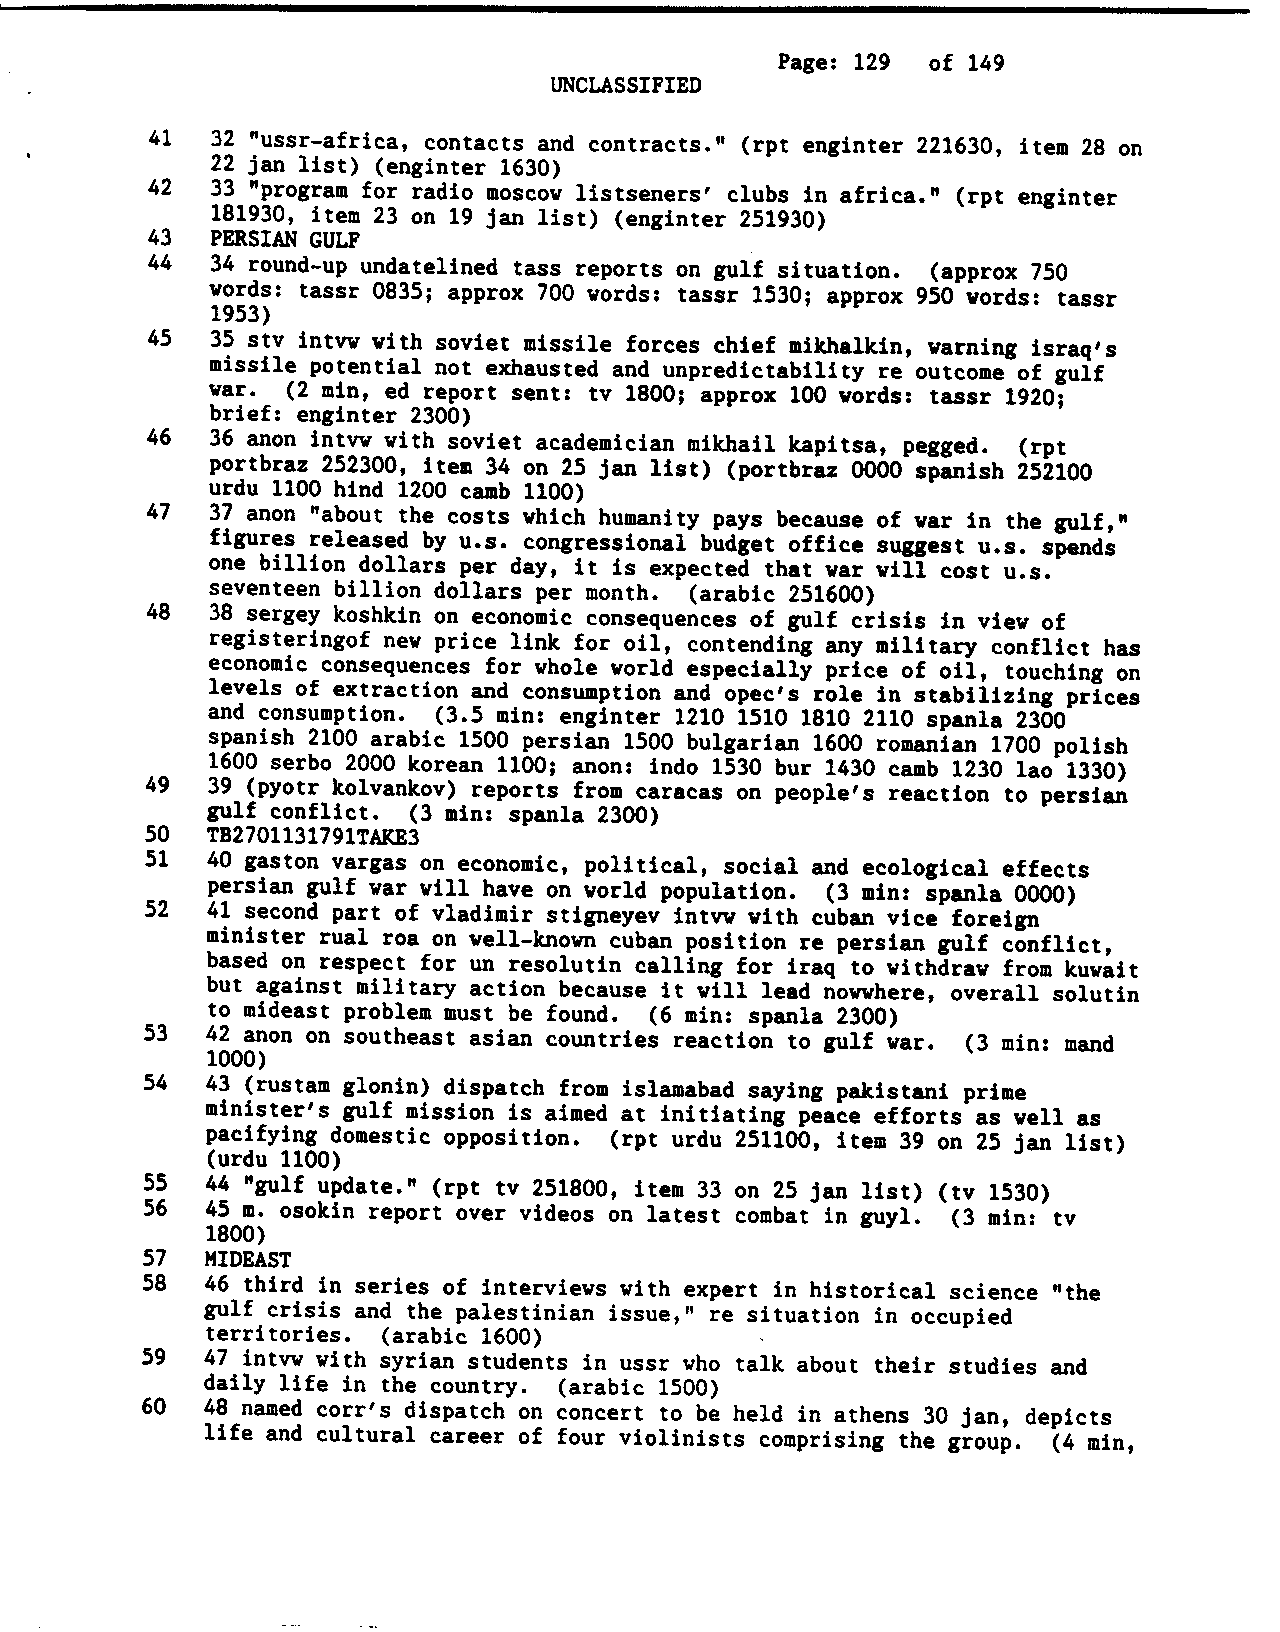 Page: 129 of 149
UNCLASSIFIED
41 32 "ussr-africa, contacts and contracts." (rpt enginter 221630, item 28 on
22 jan list) (enginter 1630)
42 33 "program for radio moscow listseners' clubs in africa." (rpt enginter
181930, item 23 on 19 jan list) (enginter 251930)
43 PERSIAN GULF
44 34 round-up undatelined tass reports on gulf situation. (approx 750
words: tassr 0835; approx 700 words: tassr 1530; approx 950 words: tassr
1953)
45 35 stv intvw with soviet missile forces chief mikhalkin, warning israq's
missile potential not exhausted and unpredictability re outcome of gulf
war. (2 min, ed report sent: tv 1800; approx 100 words: tassr 1920;
brief: enginter 2300)
46 36 anon intvw with soviet academician mikhail kapitsa, pegged. (rpt
portbraz 252300, item 34 on 25 jan list) (portbraz 0000 spanish 252100
urdu 1100 hind 1200 camb 1100)
47 37 anon "about the costs which humanity pays because of war in the gulf,"
figures released by u.s. congressional budget office suggest u.s. spends
one billion dollars per day, it is expected that war will cost u.s.
seventeen billion dollars per month. (arabic 251600)
48 38 sergey koshkin on economic consequences of gulf crisis in view of
registeringof new price link for oil, contending any military conflict has
economic consequences for whole world especially price of oil, touching on
levels of extraction and consumption and opec's role in stabilizing prices
and consumption. (3.5 min: enginter 1210 1510 1810 2110 spanla 2300
spanish 2100 arabic 1500 persian 1500 bulgarian 1600 romanian 1700 polish
1600 serbo 2000 korean 1100; anon: indo 1530 bur 1430 camb 1230 lao 1330)
49 39 (pyotr kolvankov) reports from caracas on people's reaction to persian
gulf conflict. (3 min: spanla 2300)
50 TB2701131791TAKE3
51 40 gaston vargas on economic, political, social and ecological effects
persian gulf war will have on world population. (3 min: spanla 0000)
52 41 second part of vladimir stigneyev intvw with cuban vice foreign
minister rual roa on well-known cuban position re persian gulf conflict,
based on respect for un resolutin calling for iraq to withdraw from kuwait
but against military action because it will lead nowwhere, overall solutin
to mideast problem must be found. (6 min: spanla 2300)
53 42 anon on southeast asian countries reaction to gulf war. (3 min: mand
1000)
54 43 (rustam glonin) dispatch from islamabad saying pakistani prime
minister's gulf mission is aimed at initiating peace efforts as well as
pacifying domestic opposition. (rpt urdu 251100, item 39 on 25 jan list)
(urdu 1100)
55 44 "gulf update." (rpt tv 251800, item 33 on 25 jan list) (tv 1530)
56 45 m. osokin report over videos on latest combat in guyl. (3 min: tv
1800)
57 MIDEAST
58 46 third in series of interviews with expert in historical science "the
gulf crisis and the palestinian issue," re situation in occupied
territories. (arabic 1600)
59 47 intvw with syrian students in ussr who talk about their studies and
daily life in the country. (arabic 1500)
60 48 named corr's dispatch on concert to be held in athens 30 jan, depicts
life and cultural career of four violinists comprising the group. (4 min,